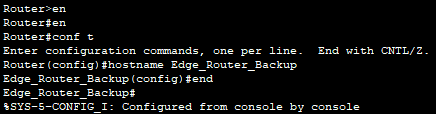 Router>en
Router#en
Router#conf t
Enter configuration commands, one per line.  End with CNTL/Z.
Router(config)#hostname Edge_Router_Backup
Edge_Router_Backup(config)#end
Edge_Router_Backup#
%SYS-5-CONFIG_I: Configured from console by console